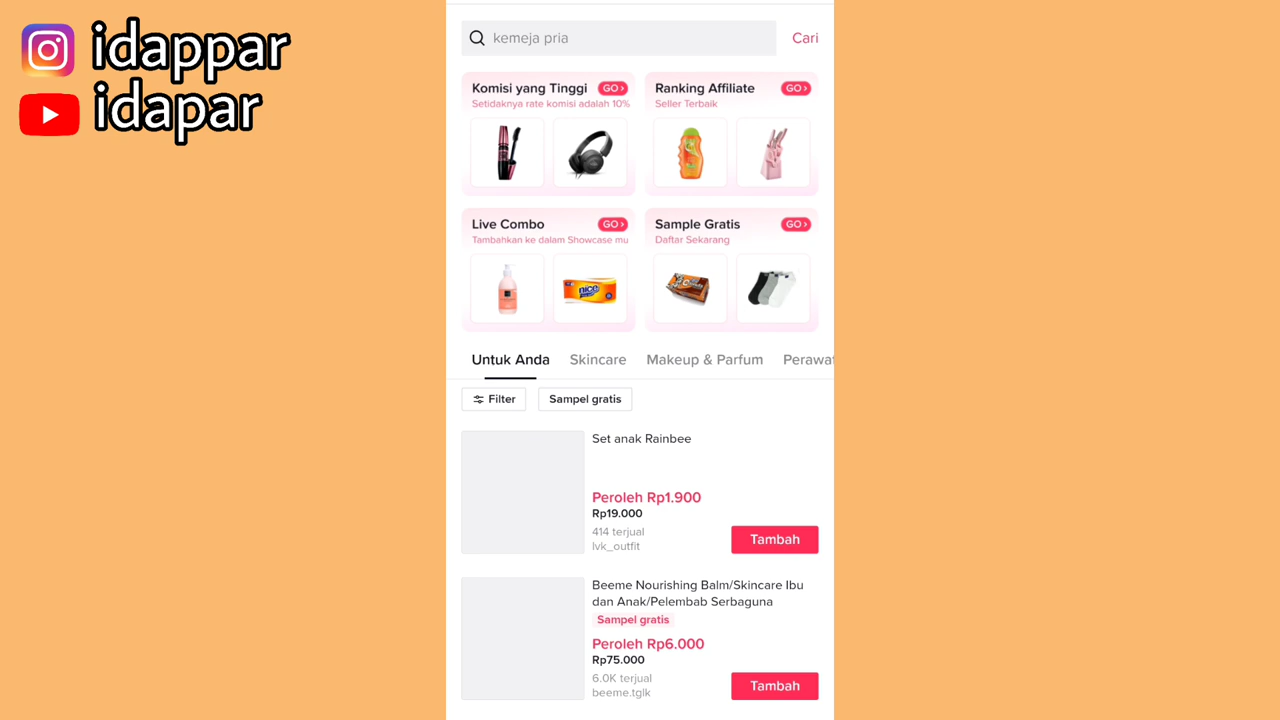 idappar
idapar
kemeja pria
Cari
Komisi yang Tinggi
GO ›
Setidaknya rate komisi adalah 10%
Ranking Affiliate
GO ›
Seller Terbaik
Live Combo
GO ›
Tambahkan ke dalam Showcase mu
nice
Sample Gratis
GO ›
Daftar Sekarang
Untuk Anda
Skincare
Makeup & Parfum
Perawat
Filter
Sampel gratis
Set anak Rainbee
Peroleh Rp1.900
Rp19.000
414 terjual
lvk_outfit
Tambah
Beeme Nourishing Balm/Skincare Ibu
dan Anak/Pelembab Serbaguna
Sampel gratis
Peroleh Rp6.000
Rp75.000
6.0K terjual
beeme.tglk
Tambah